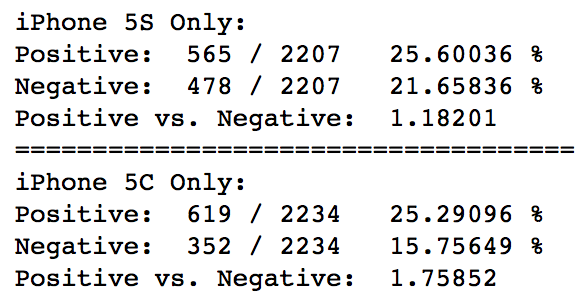 iPhone 5S Only:
Positive:  565 / 2207   25.60036 %
Negative:  478 / 2207   21.65836 %
Positive vs. Negative:  1.18201
====================================
iPhone 5C Only:
Positive:  619 / 2234   25.29096 %
Negative:  352 / 2234   15.75649 %
Positive vs. Negative:  1.75852